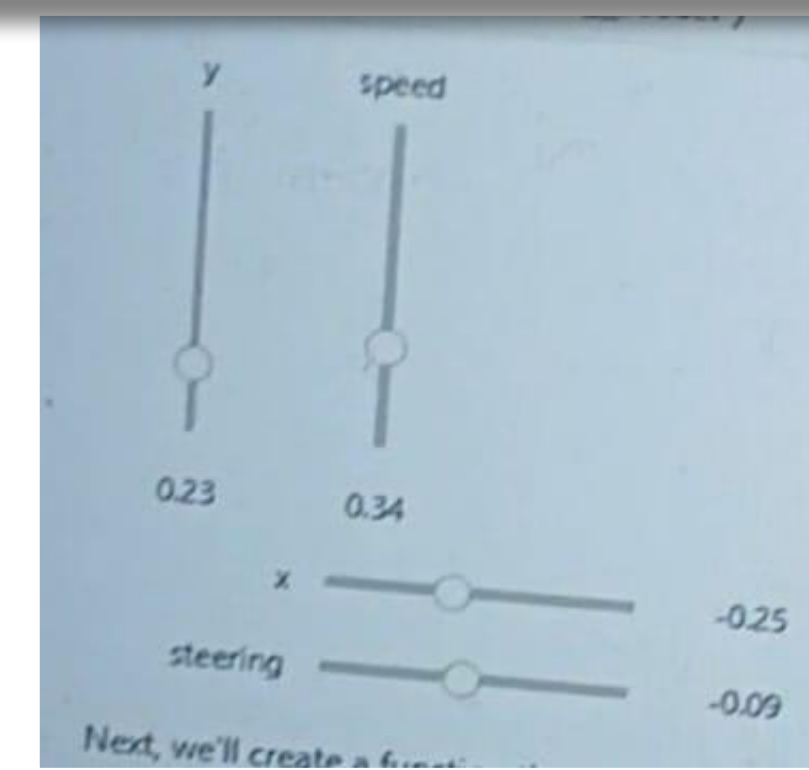 y
speed
0.23
0.34
x
-0.25
steering
-0.09
Next, we'll create a